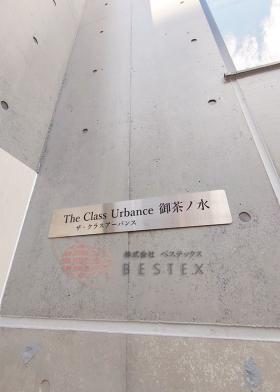 The Class Urbance 御茶ノ水
ザ・クラスアーバンス
株式会社 ベステックス
BESTEX